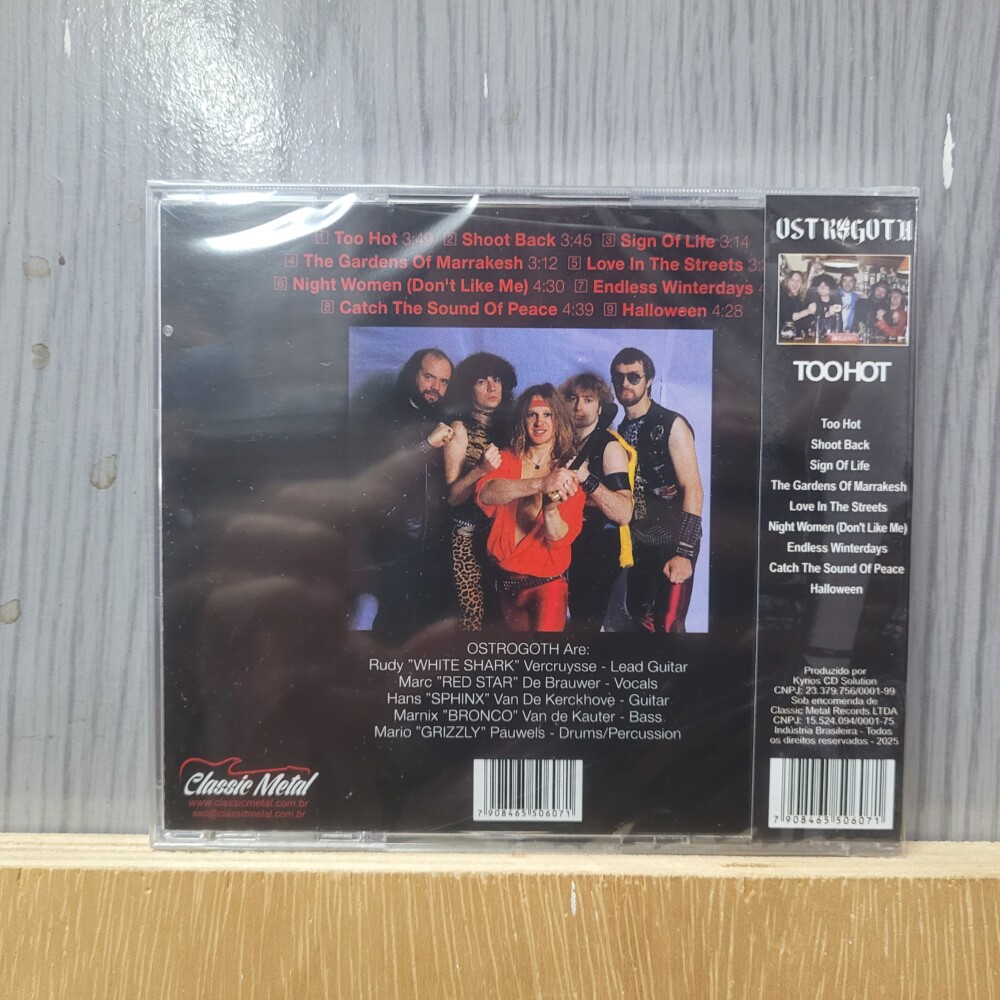 1 Too Hot 3:49 2 Shoot Back 3:45 3 Sign Of Life 3:14
4 The Gardens Of Marrakesh 3:12 5 Love In The Streets
6 Night Women (Don't Like Me) 4:30 7 Endless Winterdays
8 Catch The Sound Of Peace 4:39 9 Halloween 4:28
OSTROGOTH Are:
Rudy "WHITE SHARK" Vercruysse - Lead Guitar
Marc "RED STAR" De Brauwer - Vocals
Hans "SPHINX" Van De Kerckhove - Guitar
Marnix "BRONCO" Van de Kauter - Bass
Mario "GRIZZLY" Pauwels - Drums/Percussion
Classic Metal
www.classicmetal.com.br
sac@classicmetal.com.br
7 908465 506071
OSTROGOTH
TOO HOT
Too Hot
Shoot Back
Sign Of Life
The Gardens Of Marrakesh
Love In The Streets
Night Women (Don't Like Me)
Endless Winterdays
Catch The Sound Of Peace
Halloween
Produzido por
Kyrios CD Solution
CNPJ: 23.379.756/0001-99
Sob encomenda de
Classic Metal Records LTDA
CNPJ: 15.524.094/0001-75
Indústria Brasileira - Todos
os direitos reservados - 2025
7 908465 506071